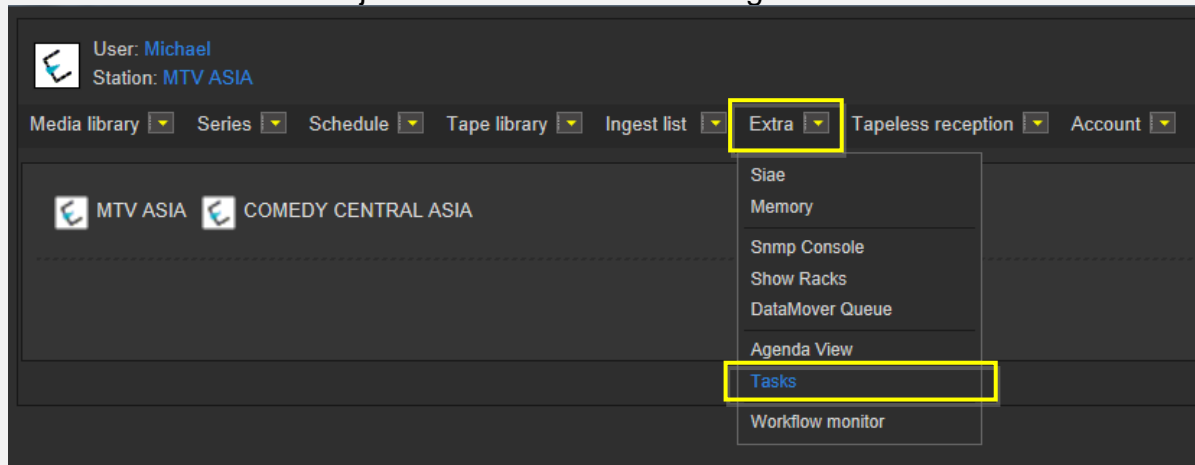 User: Michael
Station: MTV ASIA
Media library Series Schedule Tape library Ingest list Extra Tapeless reception Account
MTV ASIA COMEDY CENTRAL ASIA
Siae
Memory
Snmp Console
Show Racks
DataMover Queue
Agenda View
Tasks
Workflow monitor